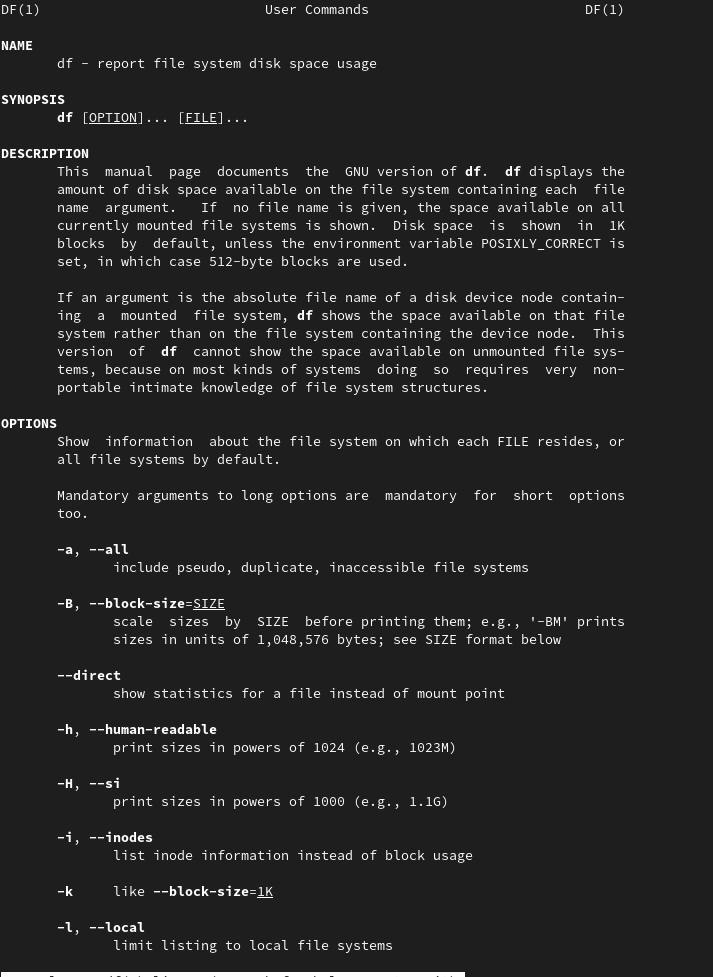 DF(1)                            User Commands                           DF(1)
NAME
df - report file system disk space usage
SYNOPSIS
df [OPTION]... [FILE]...
DESCRIPTION
This  manual  page  documents  the  GNU version of df.  df displays the
amount of disk space available on the file system containing each  file
name  argument.   If  no file name is given, the space available on all
currently mounted file systems is shown.  Disk space  is  shown  in  1K
blocks  by  default, unless the environment variable POSIXLY_CORRECT is
set, in which case 512-byte blocks are used.
If an argument is the absolute file name of a disk device node contain-
ing  a  mounted  file system, df shows the space available on that file
system rather than on the file system containing the device node.  This
version  of  df  cannot show the space available on unmounted file sys-
tems, because on most kinds of systems  doing  so  requires  very  non-
portable intimate knowledge of file system structures.
OPTIONS
Show  information  about the file system on which each FILE resides, or
all file systems by default.
Mandatory arguments to long options are  mandatory  for  short  options
too.
-a, --all
include pseudo, duplicate, inaccessible file systems
-B, --block-size=SIZE
scale  sizes  by  SIZE  before printing them; e.g., '-BM' prints
sizes in units of 1,048,576 bytes; see SIZE format below
--direct
show statistics for a file instead of mount point
-h, --human-readable
print sizes in powers of 1024 (e.g., 1023M)
-H, --si
print sizes in powers of 1000 (e.g., 1.1G)
-i, --inodes
list inode information instead of block usage
-k     like --block-size=1K
-l, --local
limit listing to local file systems